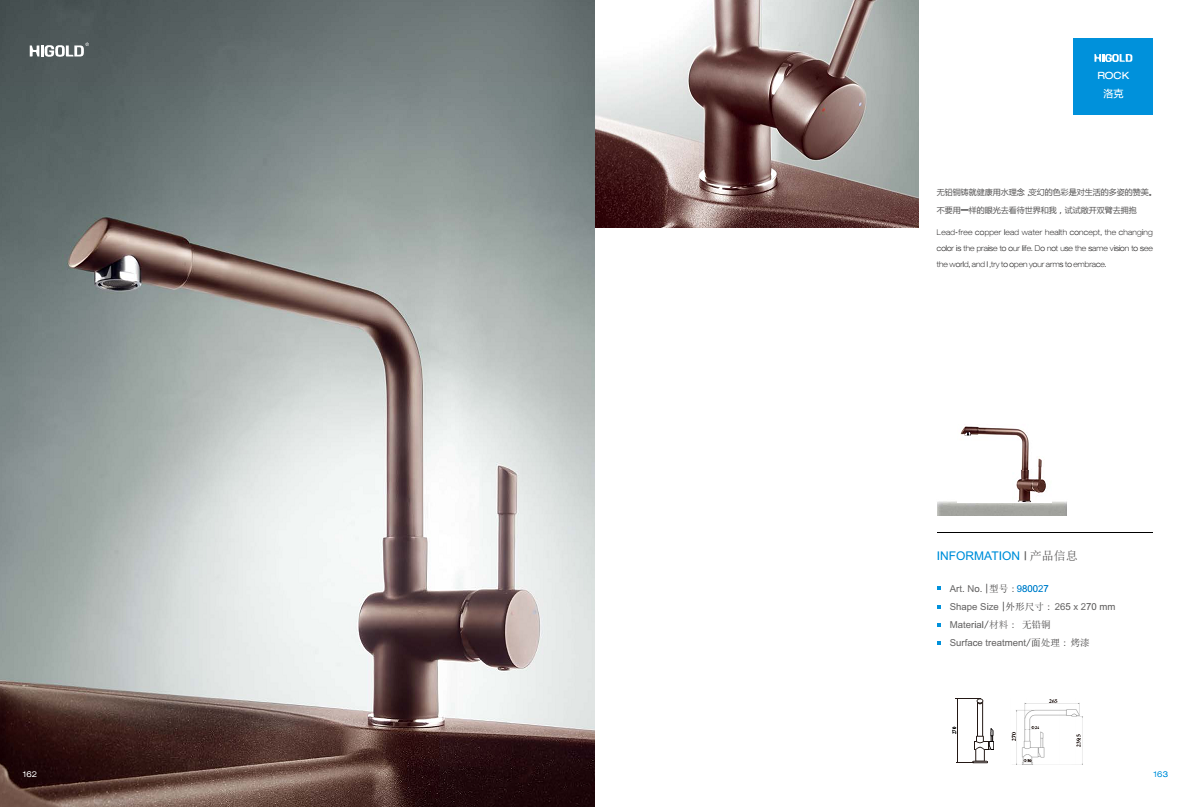 HIGOLD®
HIGOLD
ROCK
洛克
无铅铜铸就健康用水理念,变幻的色彩是对生活的多姿的赞美。
不要用一样的眼光去看待世界和我，试试敞开双臂去拥抱
Lead-free copper lead water health concept, the changing
color is the praise to our life. Do not use the same vision to see
the world, and I ,try to open your arms to embrace.
INFORMATION | 产品信息
Art. No. |型号 : 980027
Shape Size |外形尺寸 : 265 x 270 mm
Material/材料 : 无铅铜
Surface treatment/面处理 : 烤漆
270
265
270
Φ24
Φ50
162
163